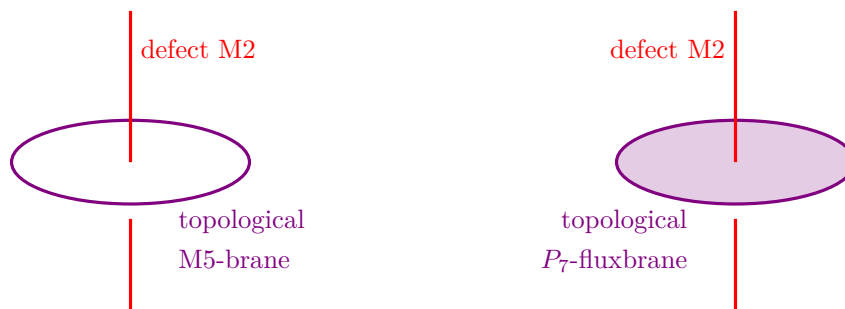 defect M2
topological
M5-brane
defect M2
topological
P₇-fluxbrane